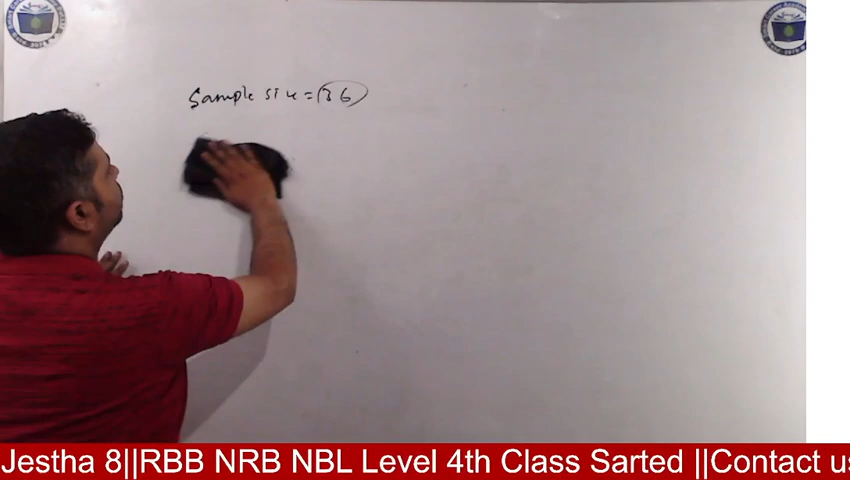 Sample size = 36
Jestha 8||RBB NRB NBL Level 4th Class Sarted ||Contact us